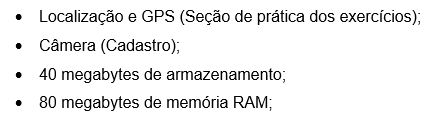 • Localização e GPS (Seção de prática dos exercícios);
• Câmera (Cadastro);
• 40 megabytes de armazenamento;
• 80 megabytes de memória RAM;